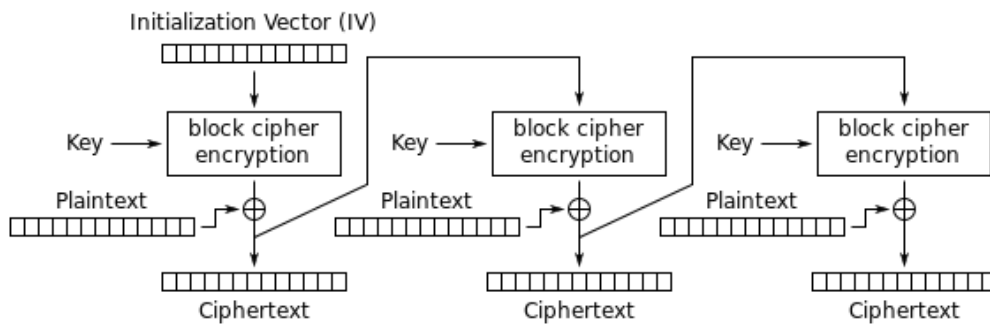 Initialization Vector (IV)
Key
block cipher
encryption
Key
block cipher
encryption
Key
block cipher
encryption
Plaintext
Plaintext
Plaintext
Ciphertext
Ciphertext
Ciphertext